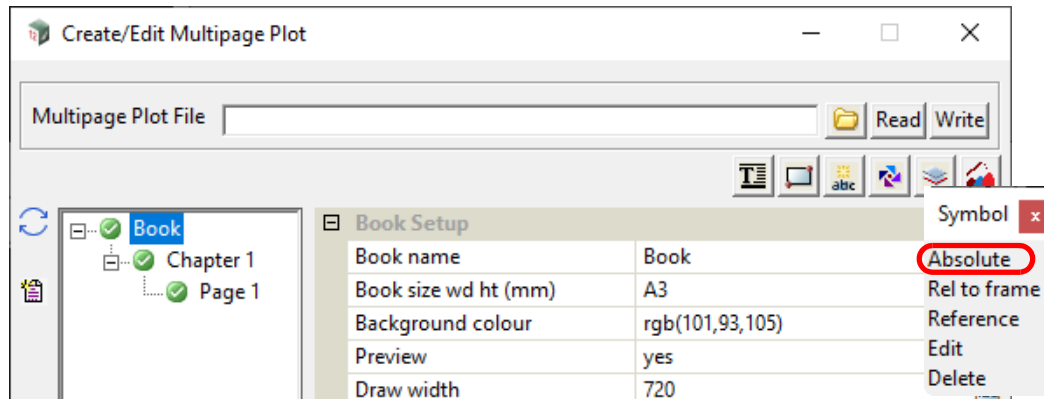 Create/Edit Multipage Plot
Multipage Plot File Read Write
T abc
Symbol x
Book
Chapter 1
Page 1
Book Setup
Book name Book
Book size wd ht (mm) A3
Background colour rgb(101,93,105)
Preview yes
Draw width 720
Absolute
Rel to frame
Reference
Edit
Delete